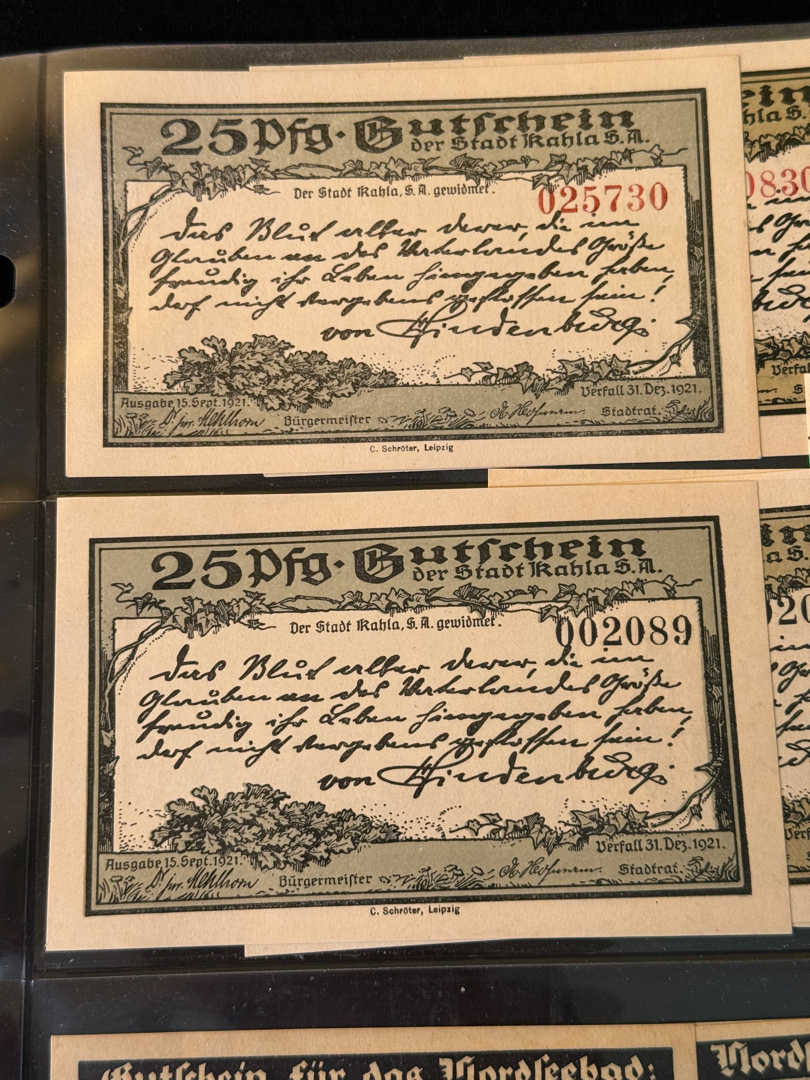 25 Pfg. Gutschein
der Stadt Kahla S.A.
Der Stadt Kahla, S.A. gewidmet.
025730
Das Blut aller derer, die im
Glauben an des Vaterlandes Größe
freudig ihr Leben hingegeben haben,
darf nicht vergebens geflossen sein!
von Hindenburg.
Ausgabe 15. Sept. 1921.
Verfall 31. Dez. 1921.
Bürgermeister
Stadtrat.
C. Schröter, Leipzig
25 Pfg. Gutschein
der Stadt Kahla S.A.
Der Stadt Kahla, S.A. gewidmet.
002089
Das Blut aller derer, die im
Glauben an des Vaterlandes Größe
freudig ihr Leben hingegeben haben,
darf nicht vergebens geflossen sein!
von Hindenburg.
Ausgabe 15. Sept. 1921.
Verfall 31. Dez. 1921.
Bürgermeister
Stadtrat.
C. Schröter, Leipzig
Gutschein für das Nordseebad: